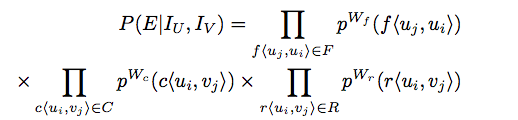 P(E|I_U, I_V) = ∏_{f⟨u_j,u_i⟩∈F} p^{W_f}(f⟨u_j, u_i⟩)
× ∏_{c⟨u_i,v_j⟩∈C} p^{W_c}(c⟨u_i, v_j⟩) × ∏_{r⟨u_i,v_j⟩∈R} p^{W_r}(r⟨u_i, v_j⟩)